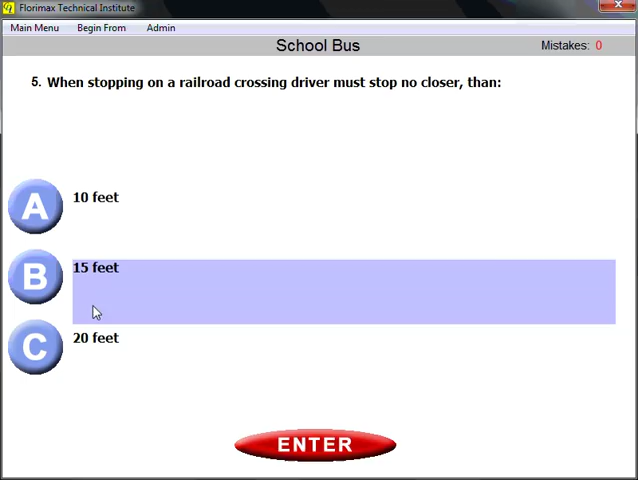 Florimax Technical Institute
Main Menu Begin From Admin
School Bus Mistakes: 0
5. When stopping on a railroad crossing driver must stop no closer, than:
A 10 feet
B 15 feet
C 20 feet
ENTER